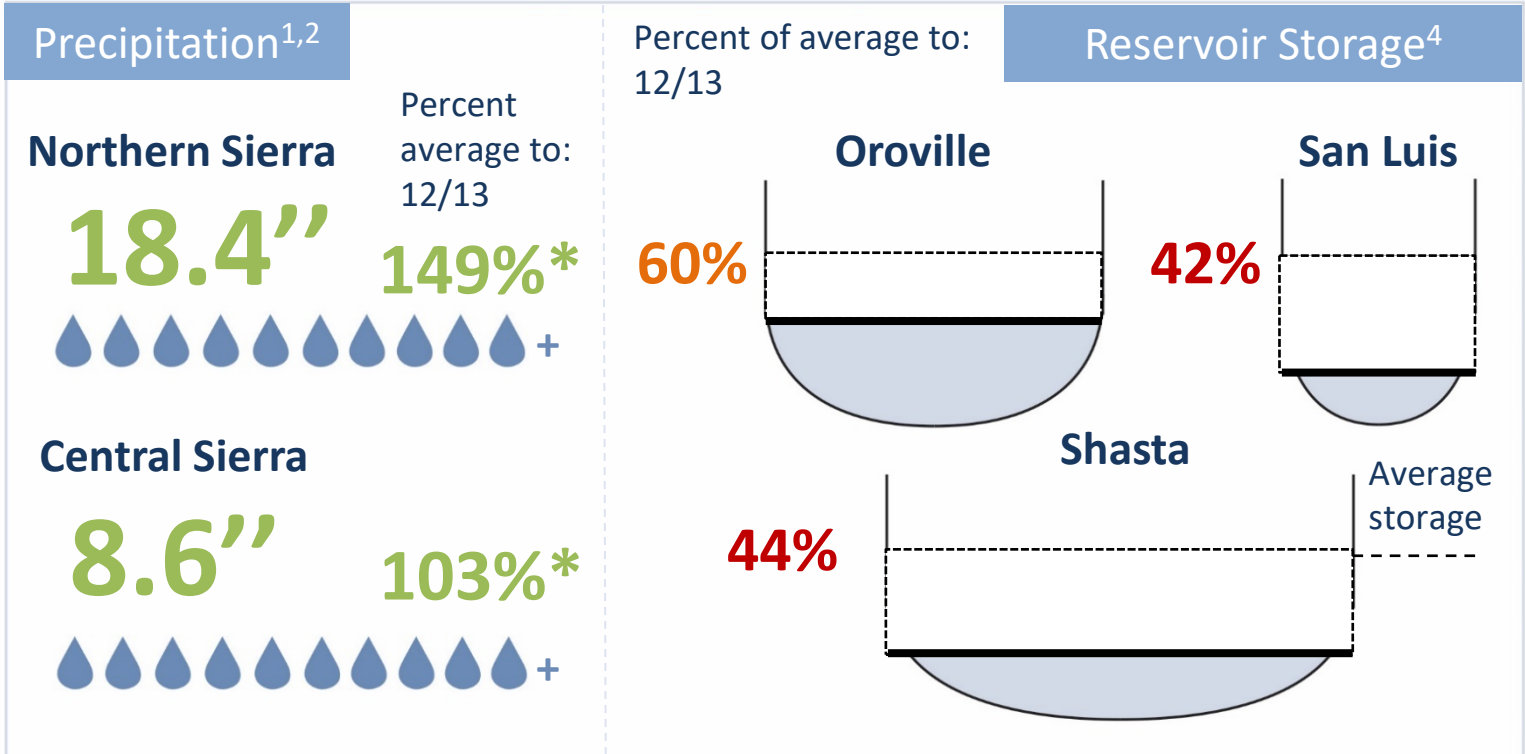 Precipitation1,2
Percent
average to:
12/13
Northern Sierra
18.4’’
149%*
+
Central Sierra
8.6’’
103%*
+
Percent of average to:
12/13
Reservoir Storage4
Oroville
60%
San Luis
42%
Shasta
44%
Average
storage